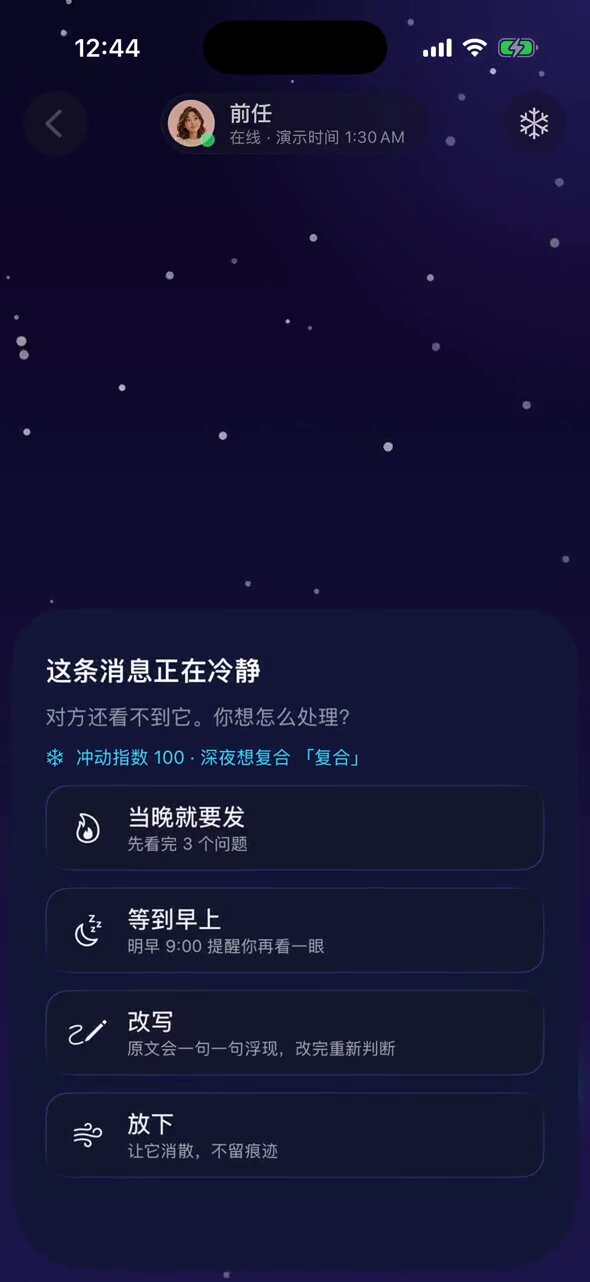 12:44
前任
在线 · 演示时间 1:30 AM
这条消息正在冷静
对方还看不到它。你想怎么处理?
冲动指数 100 · 深夜想复合 「复合」
当晚就要发
先看完 3 个问题
等到早上
明早 9:00 提醒你再看一眼
改写
原文会一句一句浮现，改完重新判断
放下
让它消散，不留痕迹